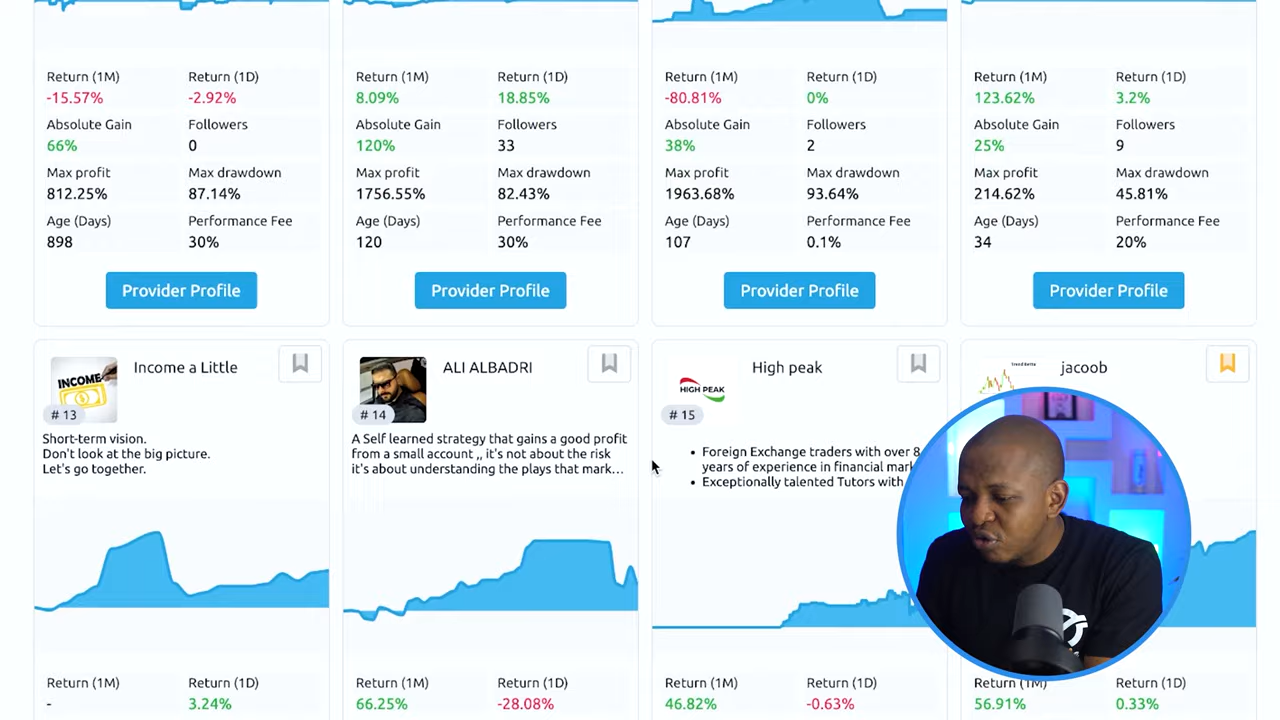 Return (1M) Return (1D) Return (1M) Return (1D) Return (1M) Return (1D) Return (1M) Return (1D)
-15.57% -2.92% 8.09% 18.85% -80.81% 0% 123.62% 3.2%
Absolute Gain Followers Absolute Gain Followers Absolute Gain Followers Absolute Gain Followers
66% 0 120% 33 38% 2 25% 9
Max profit Max drawdown Max profit Max drawdown Max profit Max drawdown Max profit Max drawdown
812.25% 87.14% 1756.55% 82.43% 1963.68% 93.64% 214.62% 45.81%
Age (Days) Performance Fee Age (Days) Performance Fee Age (Days) Performance Fee Age (Days) Performance Fee
898 30% 120 30% 107 0.1% 34 20%
Provider Profile Provider Profile Provider Profile Provider Profile
Income a Little
INCOME
# 13
Short-term vision.
Don't look at the big picture.
Let's go together.
ALI ALBADRI
# 14
A Self learned strategy that gains a good profit
from a small account ,, it's not about the risk
it's about understanding the plays that mark...
High peak
HIGH PEAK
# 15
• Foreign Exchange traders with over 8
years of experience in financial mar
• Exceptionally talented Tutors with
jacoob
Return (1M) Return (1D) Return (1M) Return (1D) Return (1M) Return (1D) Return (1M) Return (1D)
- 3.24% 66.25% -28.08% 46.82% -0.63% 56.91% 0.33%